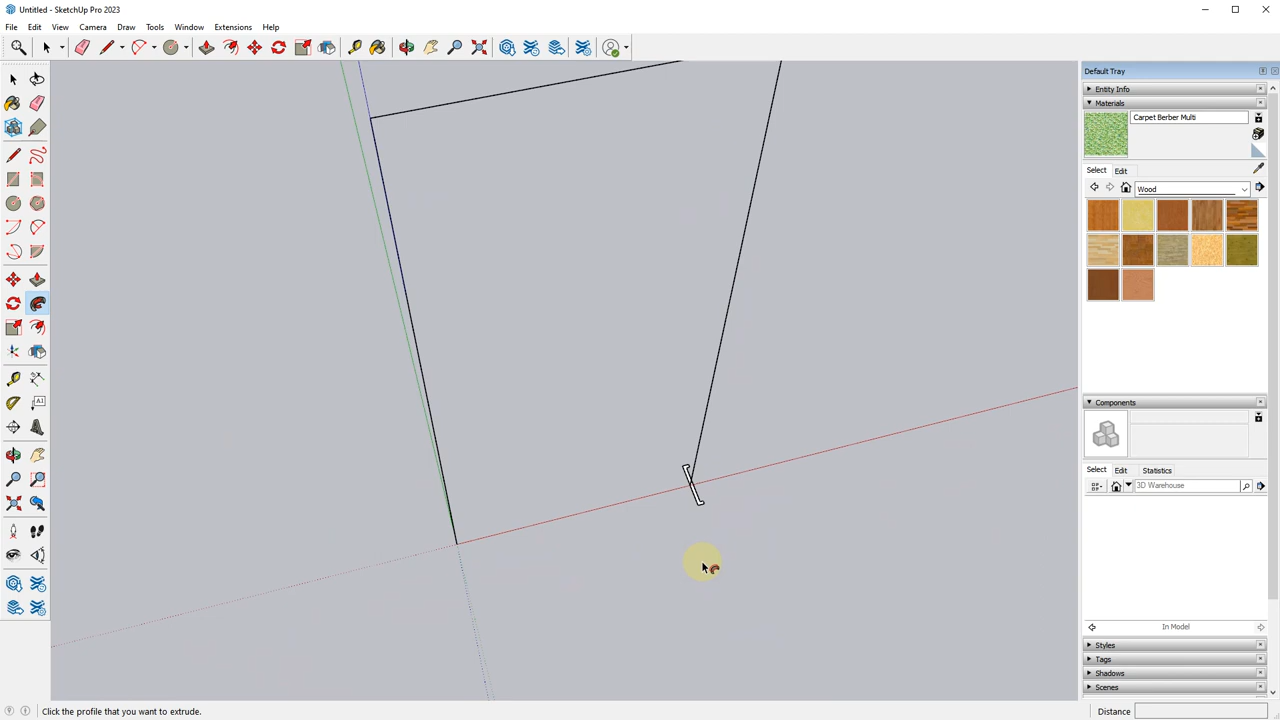 Untitled - SketchUp Pro 2023
File Edit View Camera Draw Tools Window Extensions Help
Default Tray
Entity Info
Materials
Carpet Berber Multi
Select Edit
Wood
Components
Select Edit Statistics
3D Warehouse
In Model
Styles
Tags
Shadows
Scenes
Click the profile that you want to extrude.
Distance